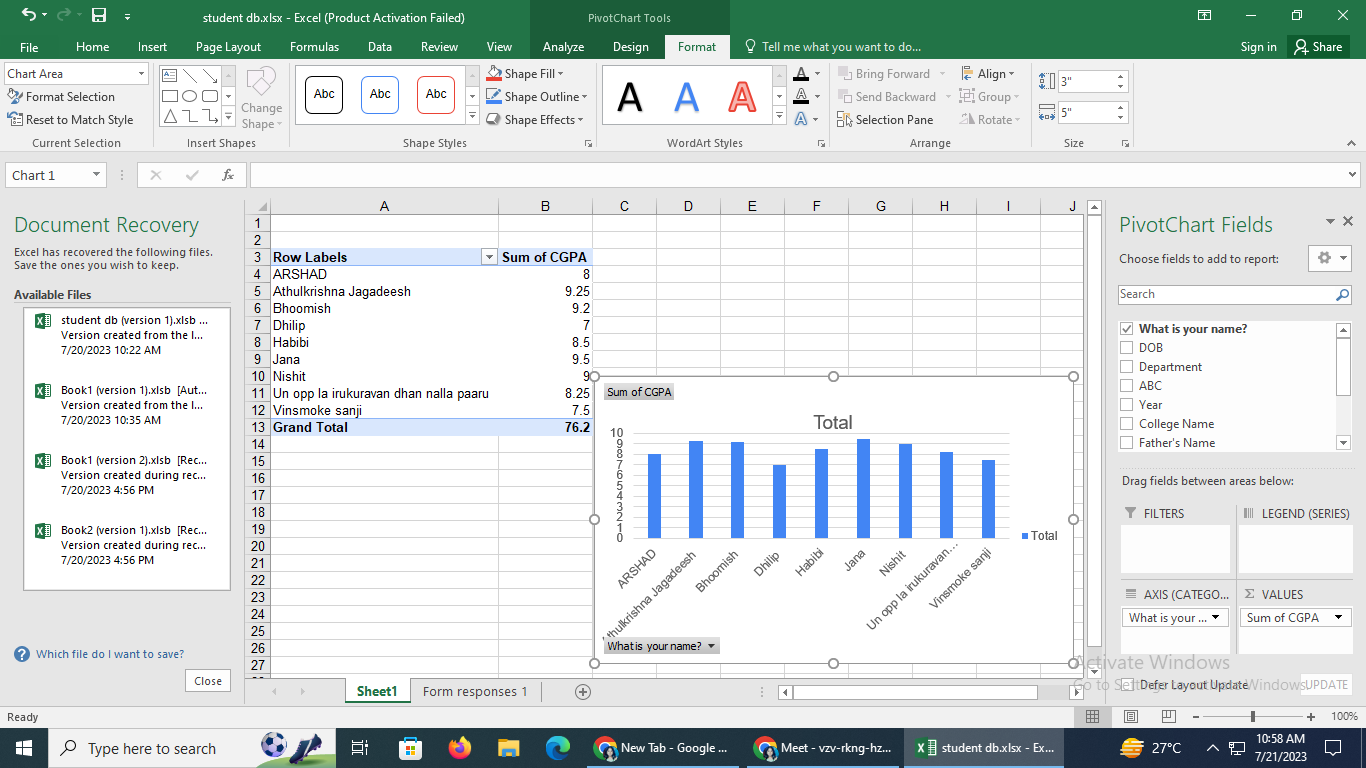 student db.xlsx - Excel (Product Activation Failed)
PivotChart Tools
File Home Insert Page Layout Formulas Data Review View Analyze Design Format Tell me what you want to do... Sign in Share
Chart Area
Format Selection
Reset to Match Style
Current Selection
Change
Shape
Insert Shapes
Abc Abc Abc
Shape Fill
Shape Outline
Shape Effects
Shape Styles
A A A
A
A
A
WordArt Styles
Bring Forward
Send Backward
Selection Pane
Align
Group
Rotate
Arrange
3"
5"
Size
Chart 1
fx
Document Recovery
Excel has recovered the following files.
Save the ones you wish to keep.
Available Files
student db (version 1).xlsb ...
Version created from the l...
7/20/2023 10:22 AM
Book1 (version 1).xlsb [Aut...
Version created from the l...
7/20/2023 10:35 AM
Book1 (version 2).xlsb [Rec...
Version created during rec...
7/20/2023 4:56 PM
Book2 (version 1).xlsb [Rec...
Version created during rec...
7/20/2023 4:56 PM
Which file do I want to save?
Close
A B C D E F G H I J
1
2
3 Row Labels Sum of CGPA
4 ARSHAD 8
5 Athulkrishna Jagadeesh 9.25
6 Bhoomish 9.2
7 Dhilip 7
8 Habibi 8.5
9 Jana 9.5
10 Nishit 9
11 Un opp la irukuravan dhan nalla paaru 8.25
12 Vinsmoke sanji 7.5
13 Grand Total 76.2
14
15
16
17
18
19
20
21
22
23
24
25
26
27
Sum of CGPA
Total
10
9
8
7
6
5
4
3
2
1
0
ARSHAD
Athulkrishna Jagadeesh
Bhoomish
Dhilip
Habibi
Jana
Nishit
Un opp la irukuravan...
Vinsmoke sanji
Total
What is your name?
PivotChart Fields
Choose fields to add to report:
Search
What is your name?
DOB
Department
ABC
Year
College Name
Father's Name
Drag fields between areas below:
FILTERS
LEGEND (SERIES)
AXIS (CATEGO...
VALUES
What is your ...
Sum of CGPA
Activate Windows
Go to Settings to activate Windows.
Defer Layout Update
UPDATE
Sheet1 Form responses 1
Ready
100%
Type here to search
New Tab - Google ...
Meet - vzv-rkng-hz...
student db.xlsx - Ex...
27°C
10:58 AM
7/21/2023